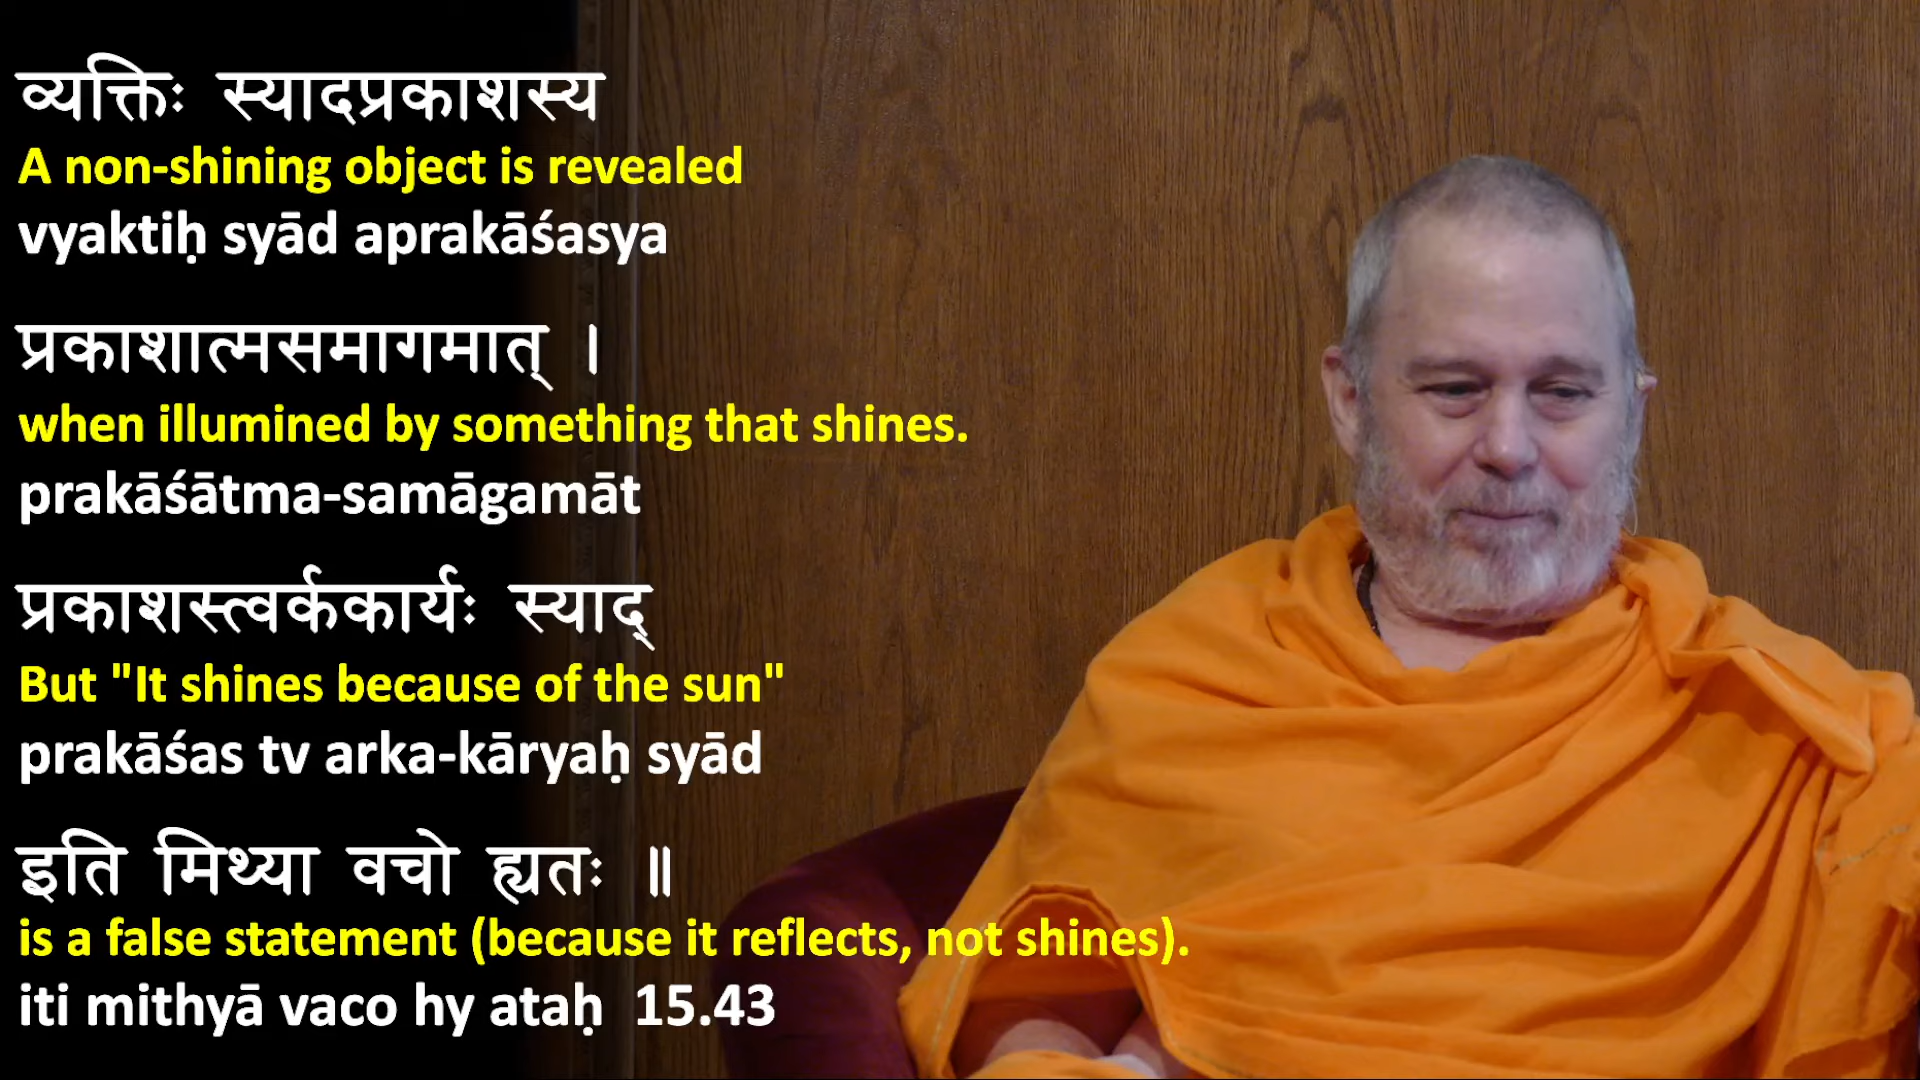 व्यक्तिः स्यादप्रकाशस्य
A non-shining object is revealed
vyaktiḥ syād aprakāśasya
प्रकाशात्मसमागमात् ।
when illumined by something that shines.
prakāśātma-samāgamāt
प्रकाशस्त्वर्ककार्यः स्याद्
But "It shines because of the sun"
prakāśas tv arka-kāryaḥ syād
इति मिथ्या वचो ह्यतः ॥
is a false statement (because it reflects, not shines).
iti mithyā vaco hy ataḥ 15.43